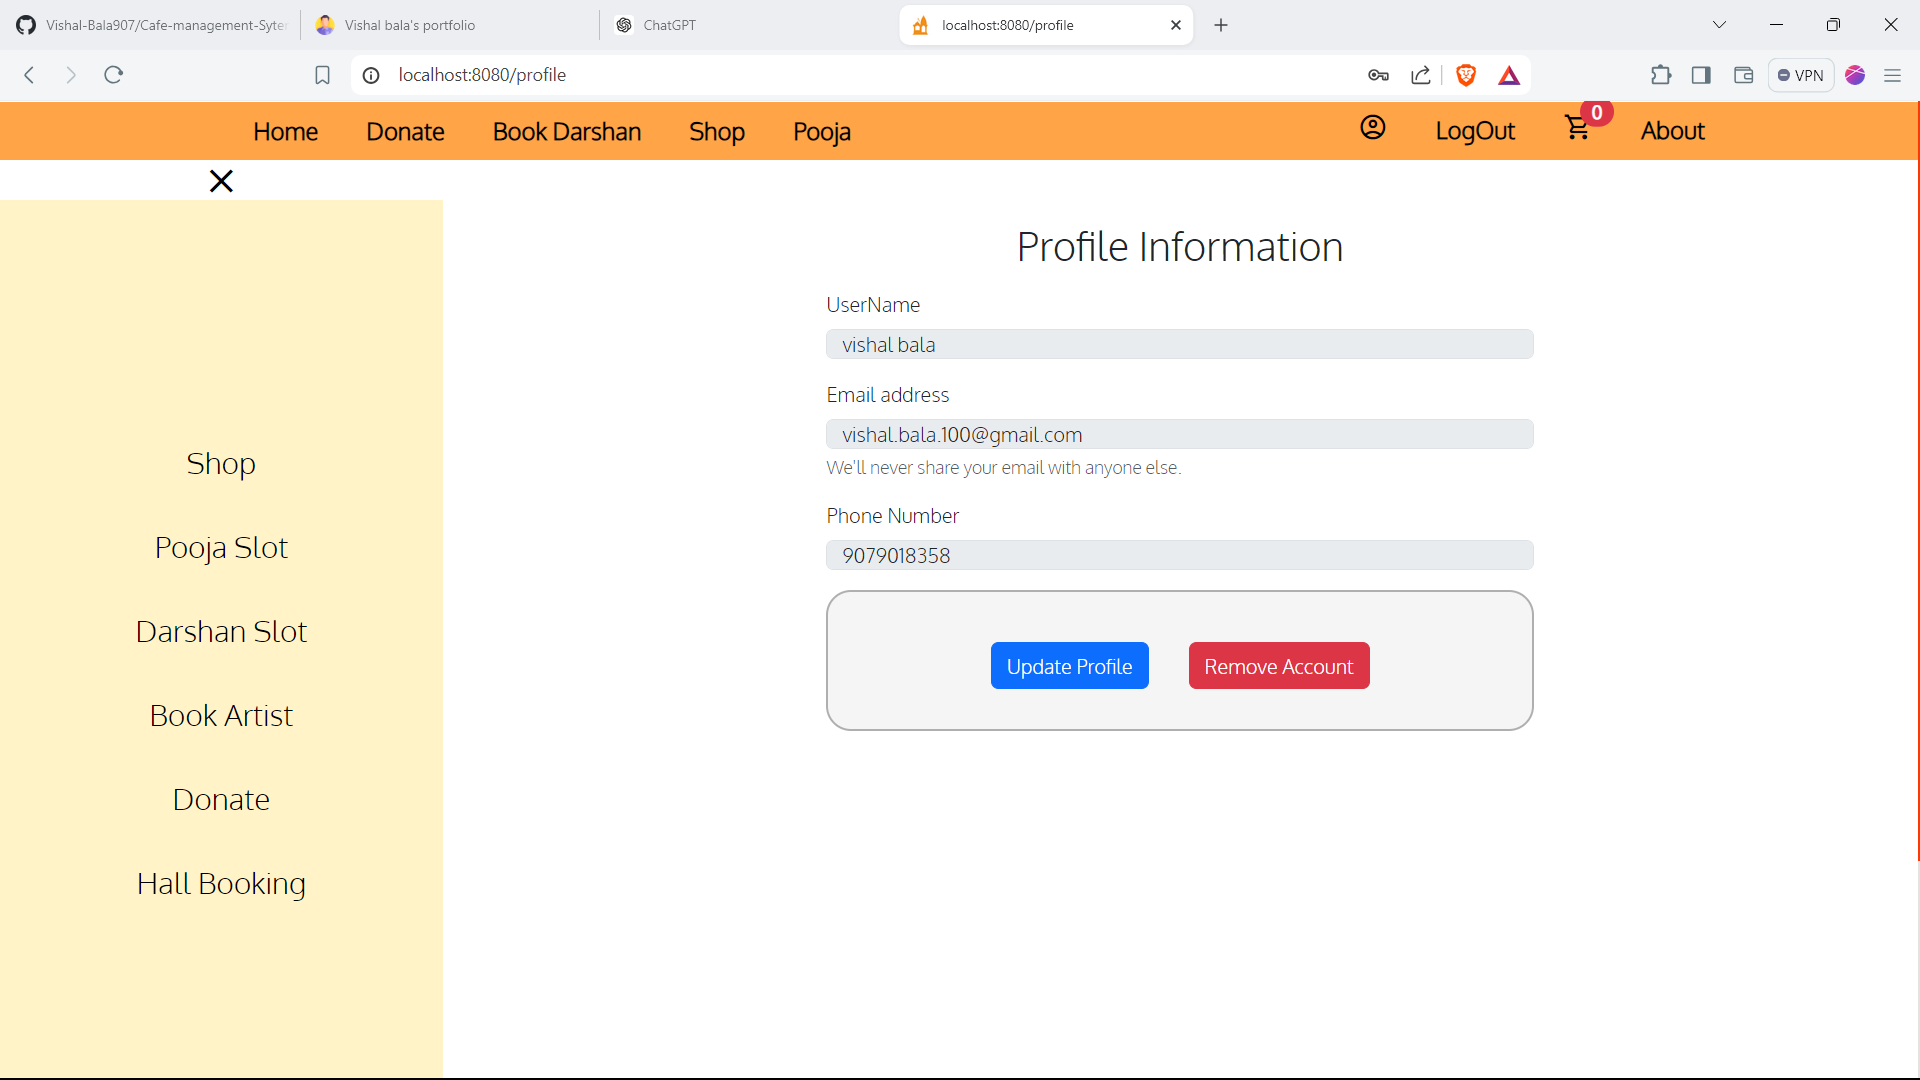 Vishal-Bala907/Cafe-management-Syte
Vishal bala's portfolio
ChatGPT
localhost:8080/profile
localhost:8080/profile
VPN
Home
Donate
Book Darshan
Shop
Pooja
LogOut
0
About
Profile Information
UserName
vishal bala
Email address
vishal.bala.100@gmail.com
We'll never share your email with anyone else.
Phone Number
9079018358
Update Profile
Remove Account
Shop
Pooja Slot
Darshan Slot
Book Artist
Donate
Hall Booking